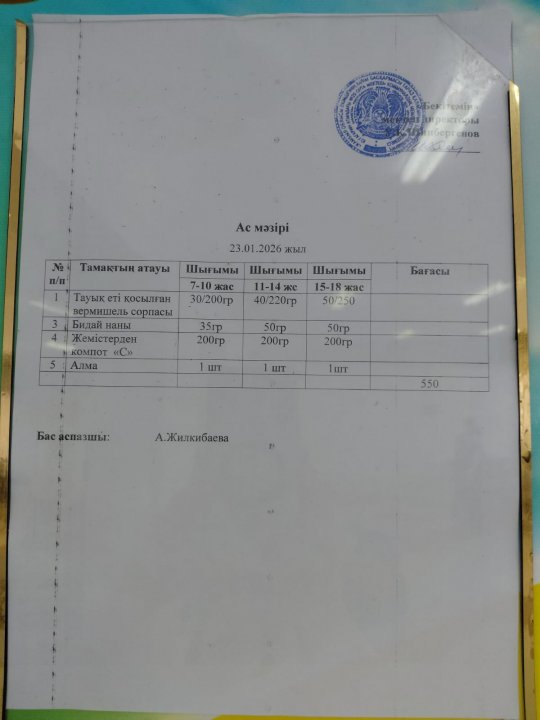 «Бекітемін»
мектеп директоры
Ас мәзірі
23.01.2026 жыл
№ п/п Тамақтың атауы Шығымы Шығымы Шығымы Бағасы
7-10 жас 11-14 жс 15-18 жас
1 Тауық еті қосылған вермишель сорпасы 30/200гр 40/220гр 50/250
3 Бидай наны 35гр 50гр 50гр
4 Жемістерден компот «С» 200гр 200гр 200гр
5 Алма 1 шт 1 шт 1шт
550
Бас аспазшы: А.Жилкибаева